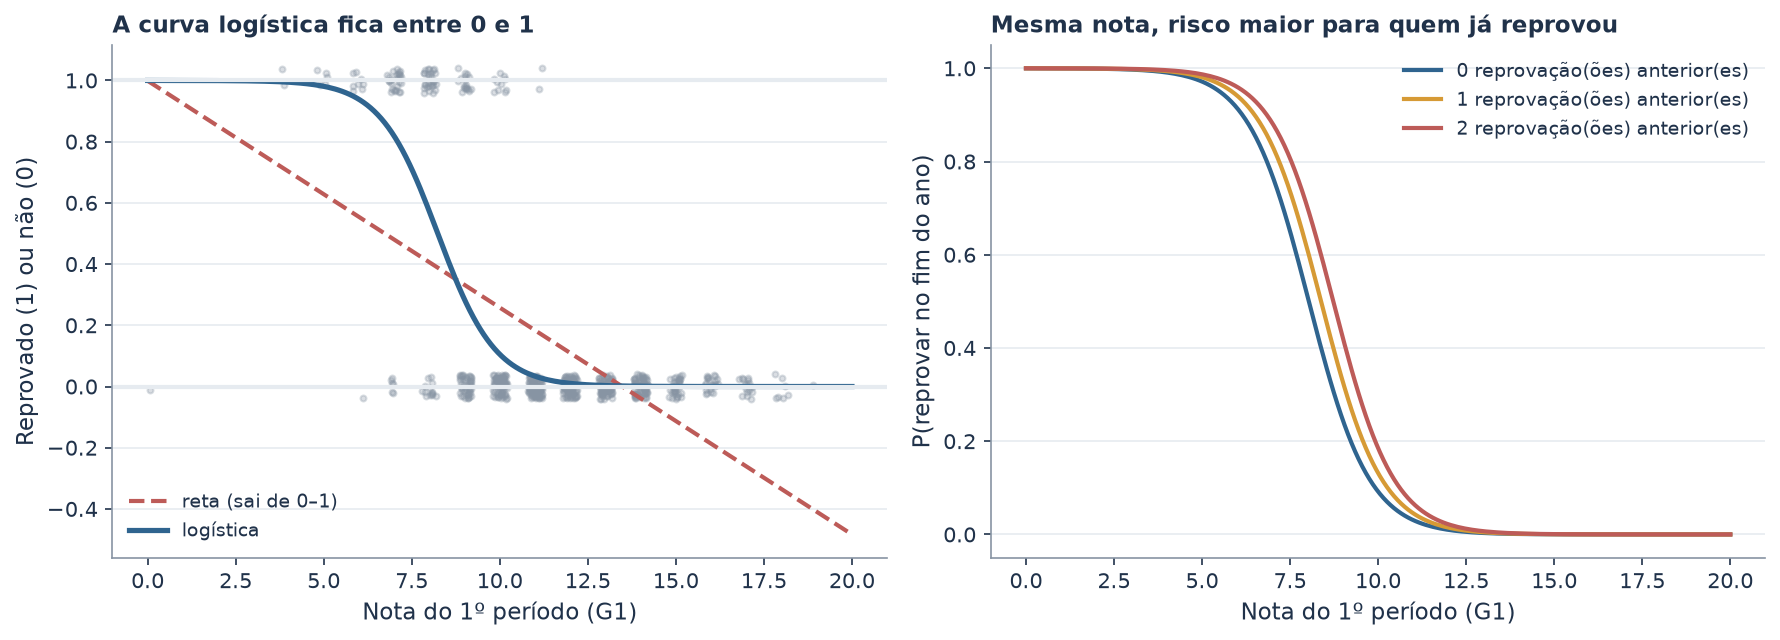 A curva logística fica entre 0 e 1
Reprovado (1) ou não (0)
1.0
0.8
0.6
0.4
0.2
0.0
−0.2
−0.4
reta (sai de 0–1)
logística
0.0 2.5 5.0 7.5 10.0 12.5 15.0 17.5 20.0
Nota do 1º período (G1)
Mesma nota, risco maior para quem já reprovou
P(reprovar no fim do ano)
1.0
0.8
0.6
0.4
0.2
0.0
0 reprovação(ões) anterior(es)
1 reprovação(ões) anterior(es)
2 reprovação(ões) anterior(es)
0.0 2.5 5.0 7.5 10.0 12.5 15.0 17.5 20.0
Nota do 1º período (G1)